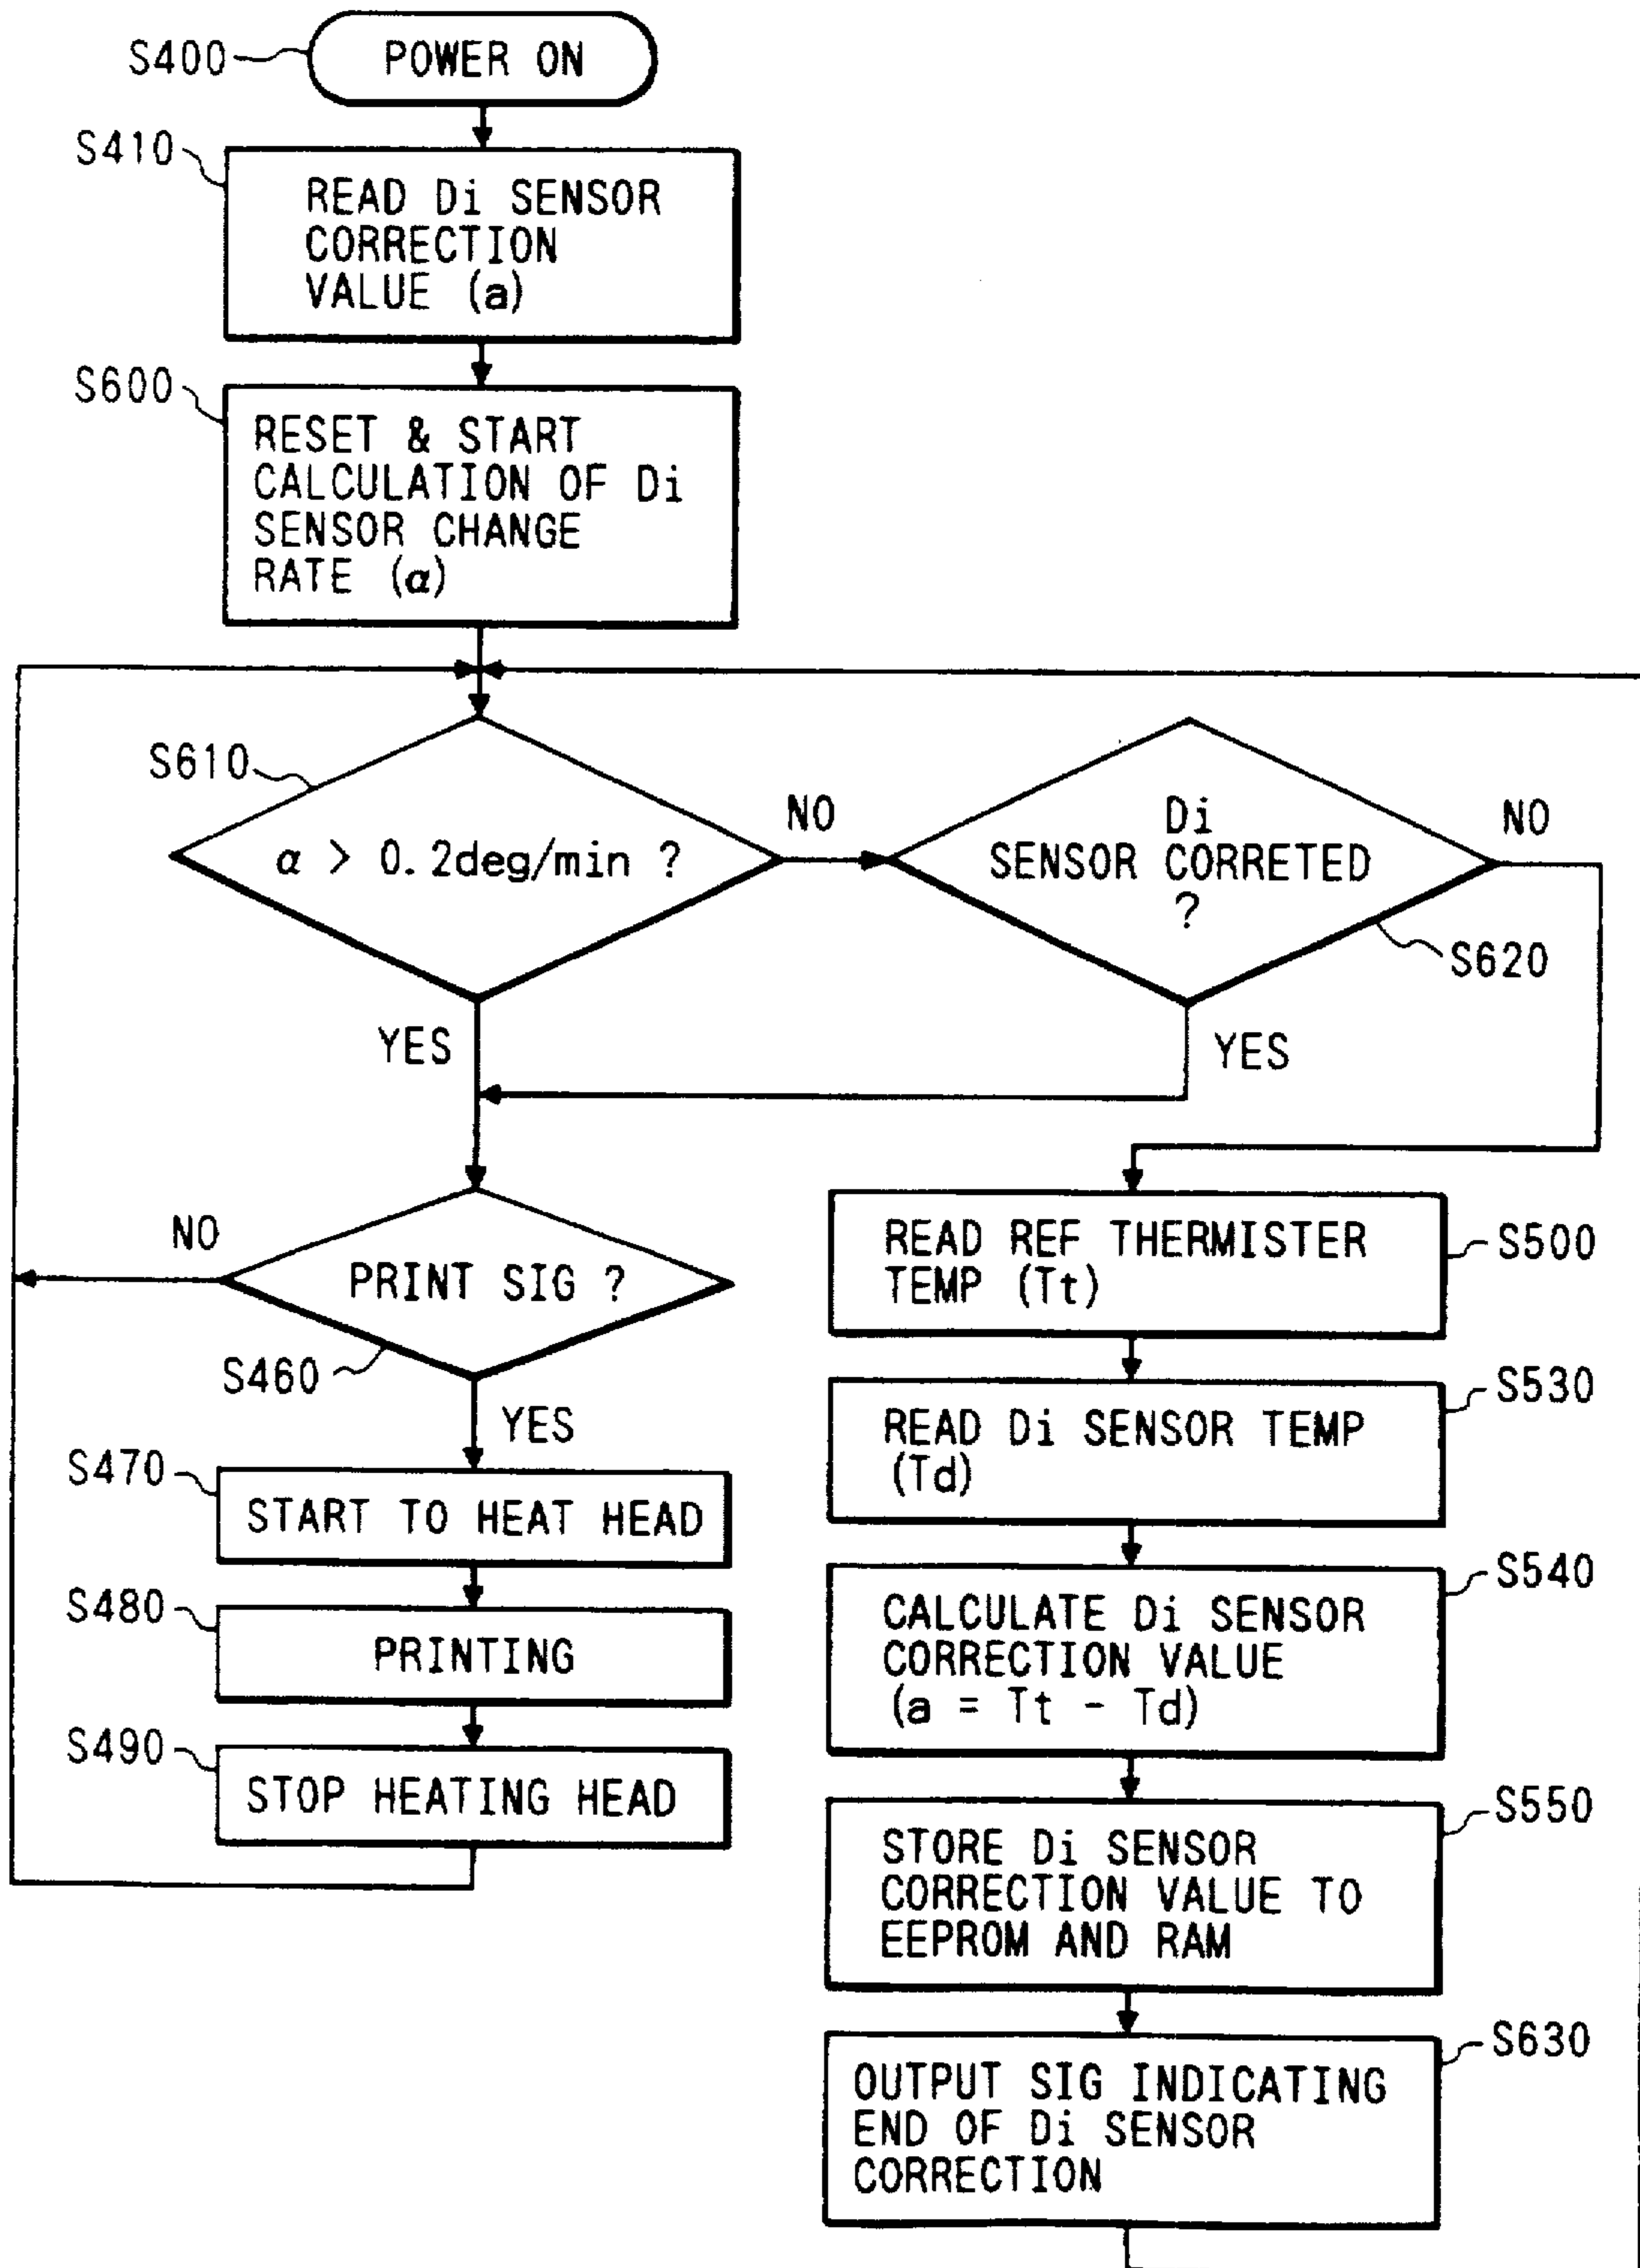 S400
POWER ON
S410
READ Di SENSOR
CORRECTION
VALUE (a)
S600
RESET & START
CALCULATION OF Di
SENSOR CHANGE
RATE (α)
S610
α > 0.2deg/min ?
NO
YES
Di
SENSOR CORRETED
?
NO
S620
YES
NO
PRINT SIG ?
S460
YES
S470
START TO HEAT HEAD
S480
PRINTING
S490
STOP HEATING HEAD
READ REF THERMISTER
TEMP (Tt)
S500
READ Di SENSOR TEMP
(Td)
S530
CALCULATE Di SENSOR
CORRECTION VALUE
(a = Tt - Td)
S540
STORE Di SENSOR
CORRECTION VALUE TO
EEPROM AND RAM
S550
OUTPUT SIG INDICATING
END OF Di SENSOR
CORRECTION
S630